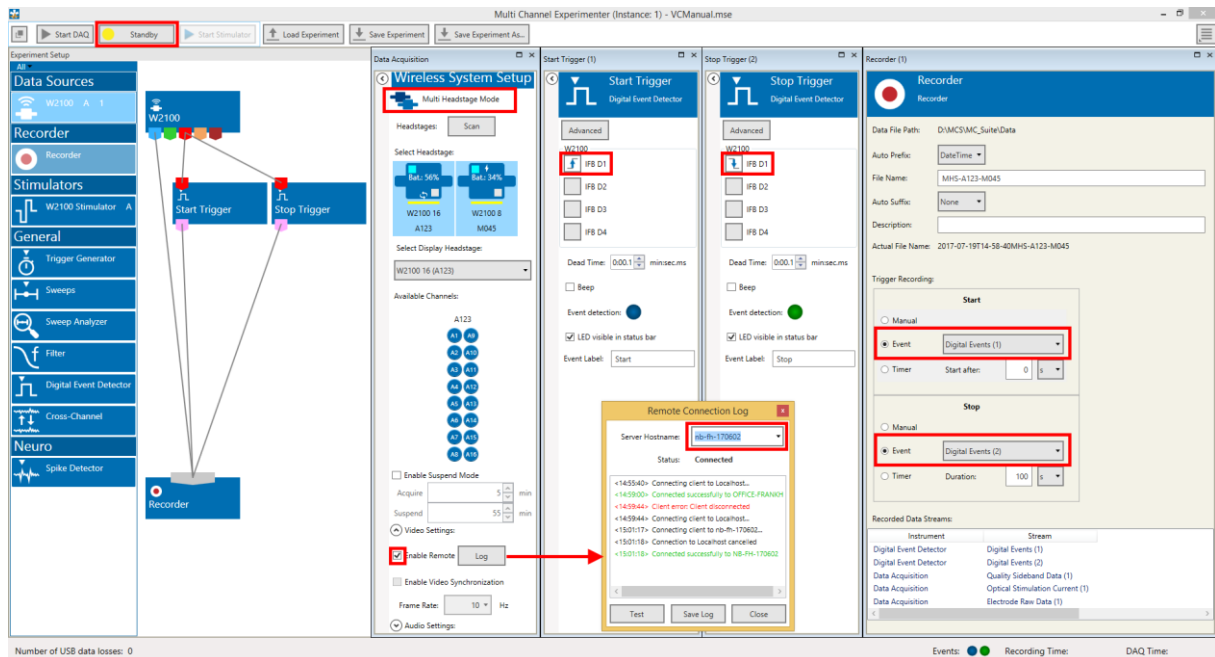 Multi Channel Experimenter (Instance: 1) - VCManual.mse
Start DAQ
Standby
Start Stimulator
Load Experiment
Save Experiment
Save Experiment As...
Experiment Setup
All
Data Sources
W2100 A 1
Recorder
Recorder
Stimulators
W2100 Stimulator A
General
Trigger Generator
Sweeps
Sweep Analyzer
Filter
Digital Event Detector
Cross-Channel
Neuro
Spike Detector
W2100
Start Trigger
Stop Trigger
Recorder
Data Acquisition
Wireless System Setup
Multi Headstage Mode
Headstages: Scan
Select Headstage:
Bat.: 56%
Bat.: 34%
W2100 16
W2100 8
A123
M045
Select Display Headstage:
W2100 16 (A123)
Available Channels:
A123
A1 A9
A2 A10
A3 A11
A4 A12
A5 A13
A6 A14
A7 A15
A8 A16
Enable Suspend Mode
Acquire 5 min
Suspend 55 min
Video Settings:
Enable Remote Log
Enable Video Synchronization
Frame Rate: 10 Hz
Audio Settings:
Start Trigger (1)
Start Trigger
Digital Event Detector
Advanced
W2100
IFB D1
IFB D2
IFB D3
IFB D4
Dead Time: 0:00.1 min:sec.ms
Beep
Event detection:
LED visible in status bar
Event Label: Start
Stop Trigger (2)
Stop Trigger
Digital Event Detector
Advanced
W2100
IFB D1
IFB D2
IFB D3
IFB D4
Dead Time: 0:00.1 min:sec.ms
Beep
Event detection:
LED visible in status bar
Event Label: Stop
Remote Connection Log
Server Hostname: nb-fh-170602
Status: Connected
<14:55:40> Connecting client to Localhost...
<14:59:00> Connected successfully to OFFICE-FRANKH
<14:59:44> Client error: Client disconnected
<14:59:44> Connecting client to Localhost...
<15:01:17> Connecting client to nb-fh-170602...
<15:01:18> Connection to Localhost cancelled
<15:01:18> Connected successfully to NB-FH-170602
Test
Save Log
Close
Recorder (1)
Recorder
Recorder
Data File Path: D:\MCS\MC_Suite\Data
Auto Prefix: DateTime
File Name: MHS-A123-M045
Auto Suffix: None
Description:
Actual File Name: 2017-07-19T14-58-40MHS-A123-M045
Trigger Recording:
Start
Manual
Event Digital Events (1)
Timer Start after: 0 s
Stop
Manual
Event Digital Events (2)
Timer Duration: 100 s
Recorded Data Streams:
Instrument Stream
Digital Event Detector Digital Events (1)
Digital Event Detector Digital Events (2)
Data Acquisition Quality Sideband Data (1)
Data Acquisition Optical Stimulation Current (1)
Data Acquisition Electrode Raw Data (1)
Number of USB data losses: 0
Events:
Recording Time:
DAQ Time: